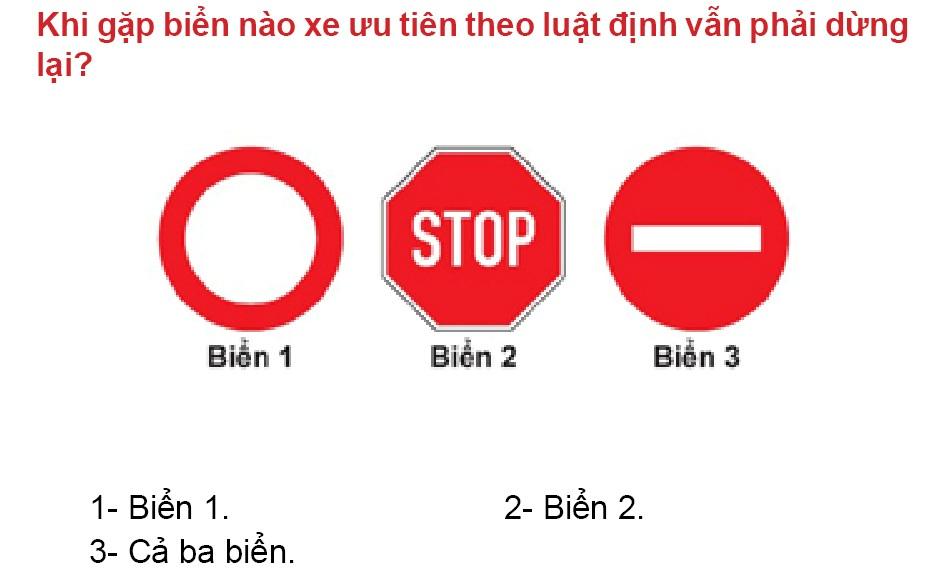 Khi gặp biển nào xe ưu tiên theo luật định vẫn phải dừng
lại?
STOP
Biển 1 Biển 2 Biển 3
1- Biển 1. 2- Biển 2.
3- Cả ba biển.